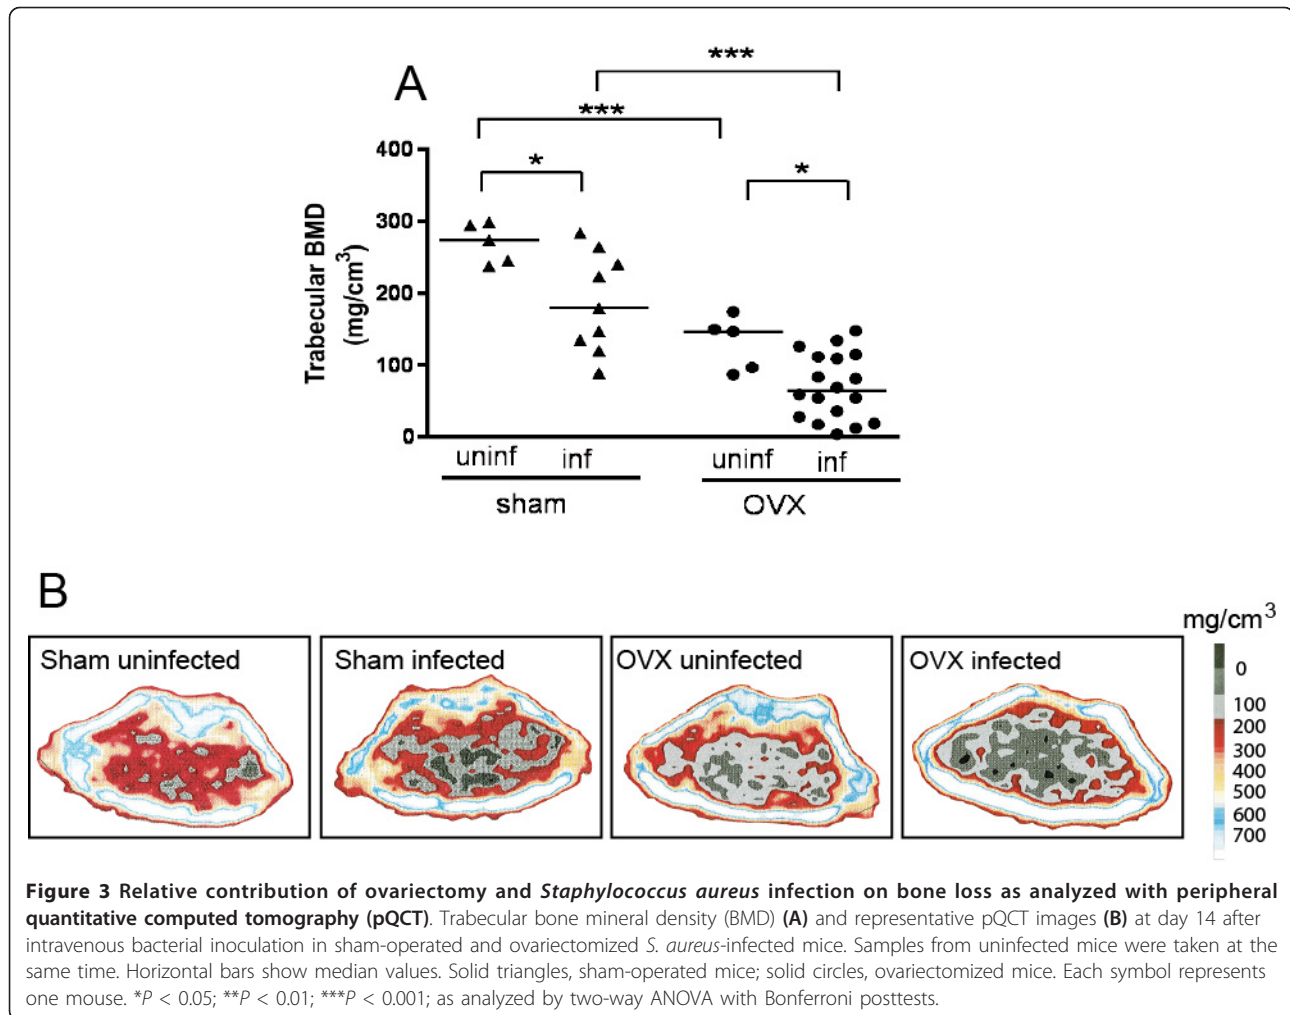 A
***
***
*
*
Trabecular BMD
(mg/cm³)
400
300
200
100
0
uninf inf uninf inf
sham OVX
B
mg/cm³
Sham uninfected
Sham infected
OVX uninfected
OVX infected
0
100
200
300
400
500
600
700
Figure 3 Relative contribution of ovariectomy and Staphylococcus aureus infection on bone loss as analyzed with peripheral
quantitative computed tomography (pQCT). Trabecular bone mineral density (BMD) (A) and representative pQCT images (B) at day 14 after
intravenous bacterial inoculation in sham-operated and ovariectomized S. aureus-infected mice. Samples from uninfected mice were taken at the
same time. Horizontal bars show median values. Solid triangles, sham-operated mice; solid circles, ovariectomized mice. Each symbol represents
one mouse. *P < 0.05; **P < 0.01; ***P < 0.001; as analyzed by two-way ANOVA with Bonferroni posttests.